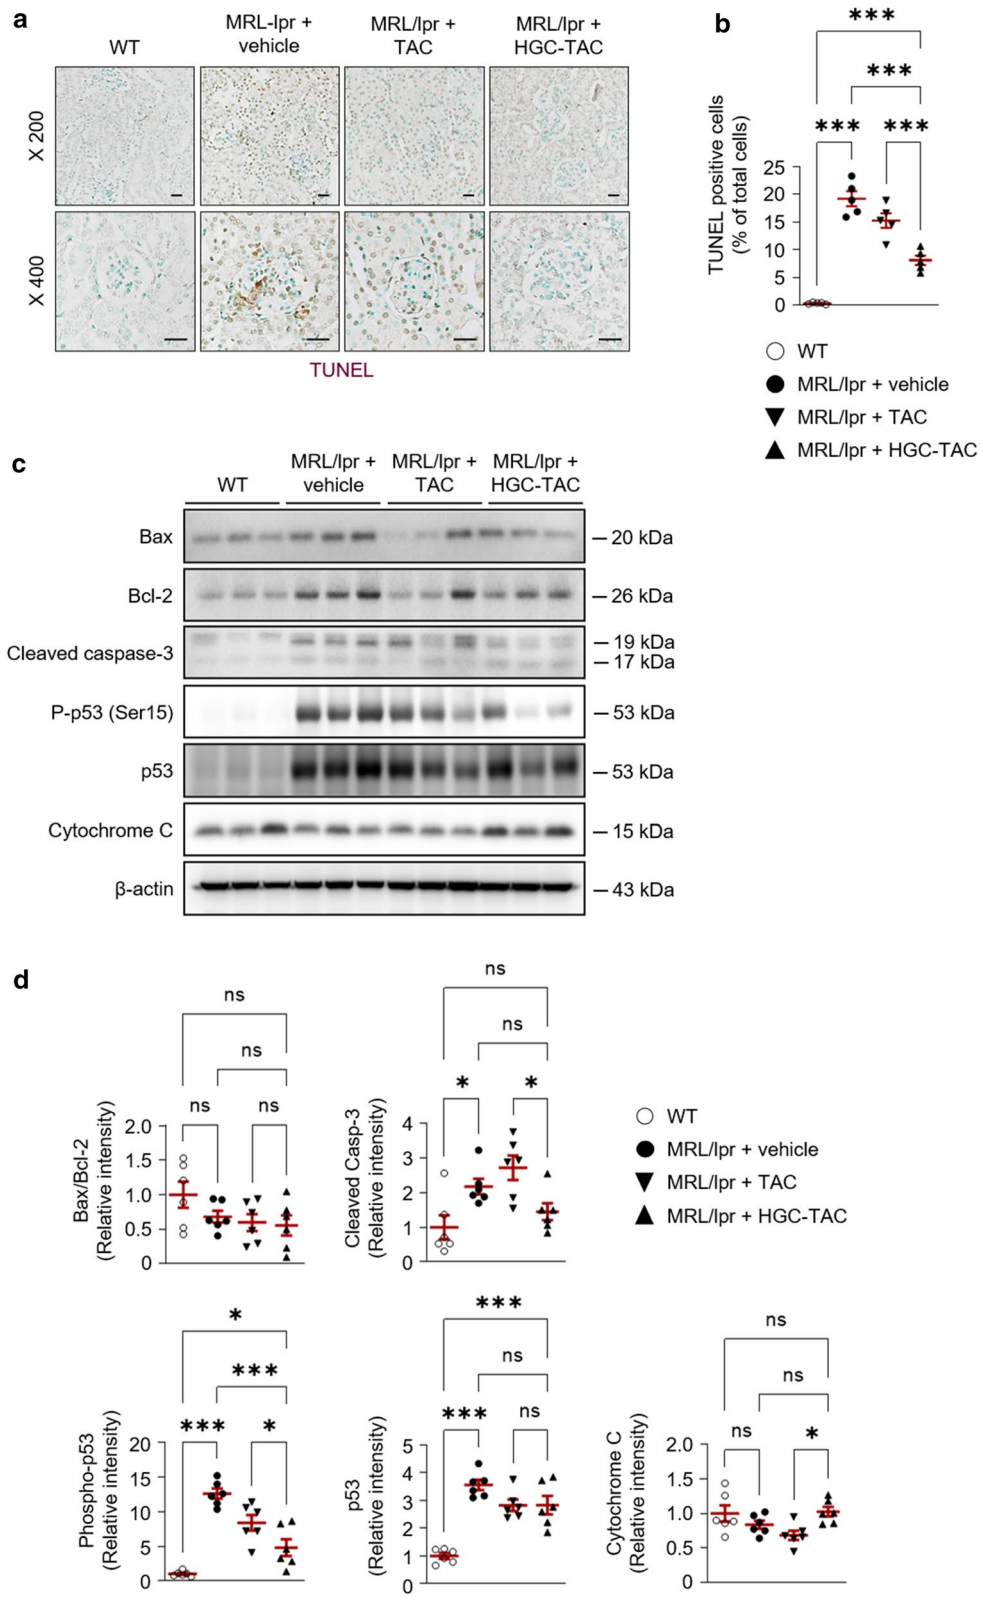 a
WT
MRL-lpr +
vehicle
MRL/lpr +
TAC
MRL/lpr +
HGC-TAC
X 200
X 400
TUNEL
b
***
***
*** ***
TUNEL positive cells
(% of total cells)
25
20
15
10
5
0
WT
MRL/lpr + vehicle
MRL/lpr + TAC
MRL/lpr + HGC-TAC
c
WT
MRL/lpr +
vehicle
MRL/lpr +
TAC
MRL/lpr +
HGC-TAC
Bax
20 kDa
Bcl-2
26 kDa
Cleaved caspase-3
19 kDa
17 kDa
P-p53 (Ser15)
53 kDa
p53
53 kDa
Cytochrome C
15 kDa
β-actin
43 kDa
d
ns
ns
ns ns
Bax/Bcl-2
(Relative intensity)
2.0
1.5
1.0
0.5
0
ns
ns
* *
Cleaved Casp-3
(Relative intensity)
4
3
2
1
0
WT
MRL/lpr + vehicle
MRL/lpr + TAC
MRL/lpr + HGC-TAC
*
***
*** *
Phospho-p53
(Relative intensity)
20
15
10
5
0
***
ns
*** ns
p53
(Relative intensity)
5
4
3
2
1
0
ns
ns
ns *
Cytochrome C
(Relative intensity)
2.0
1.5
1.0
0.5
0